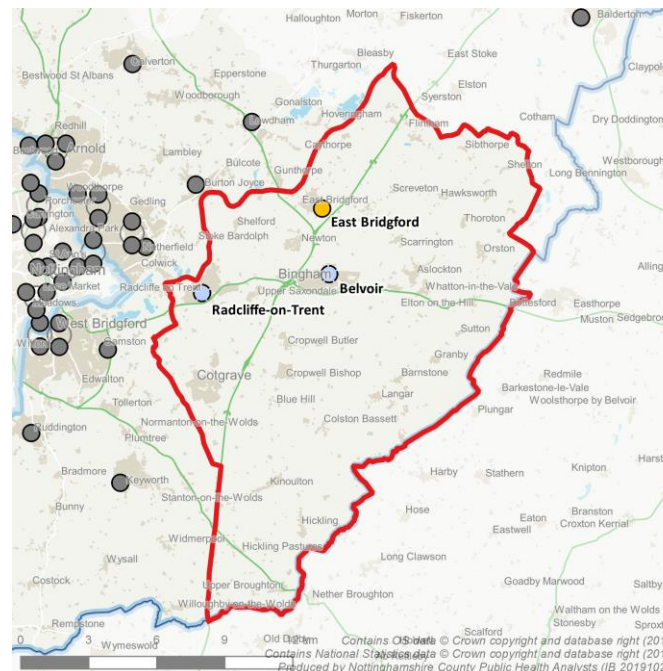 Halloughton
Morton
Fiskerton
Balderton
Bleasby
Thurgarton
East Stoke
Claypole
Calverton
Epperstone
Bestwood St Albans
Woodborough
Gonalston
Hoveringham
Elston
Syerston
Cotham
Lowdham
Flintham
Dry Doddington
Redhill
Arnold
Lambley
Caythorpe
Sibthorpe
Bulcote
Gunthorpe
Shelton
Westborough
Long Bennington
Burton Joyce
Woodthorpe
Gedling
East Bridgford
Screveton
Hawksworth
Shelford
East Bridgford
Thoroton
Alexandra Park
Stoke Bardolph
Newton
Scarrington
Orston
Netherfield
Colwick
Allington
Nottingham
Bingham
Aslockton
Radcliffe on Trent
Belvoir
Whatton-in-the-Vale
Upper Saxondale
Elton on the Hill
Bottesford
Easthorpe
Radcliffe-on-Trent
Muston
Sedgebrook
West Bridgford
Sutton
Gamston
Cropwell Butler
Granby
Edwalton
Cotgrave
Cropwell Bishop
Barnstone
Redmile
Barkestone-le-Vale
Woolsthorpe by Belvoir
Tollerton
Blue Hill
Langar
Normanton-on-the-Wolds
Colston Bassett
Plungar
Ruddington
Plumtree
Bradmore
Keyworth
Kinoulton
Harby
Stathern
Knipton
Bunny
Stanton-on-the-Wolds
Branston
Hickling
Hose
Eaton
Croxton Kerrial
Eastwell
Widmerpool
Hickling Pastures
Wysall
Long Clawson
Costock
Upper Broughton
Goadby Marwood
Saltby
Nether Broughton
Willoughby-on-the-Wolds
Waltham on the Wolds
Rempstone
Stonesby
Wymeswold
Old Dalby
Scalford
0 3 6 9 12 km
Contains OS data © Crown copyright and database right (201
Contains National Statistics data © Crown copyright and database right (201
Produced by Nottinghamshire County Public Health Analysts (IB 2019)